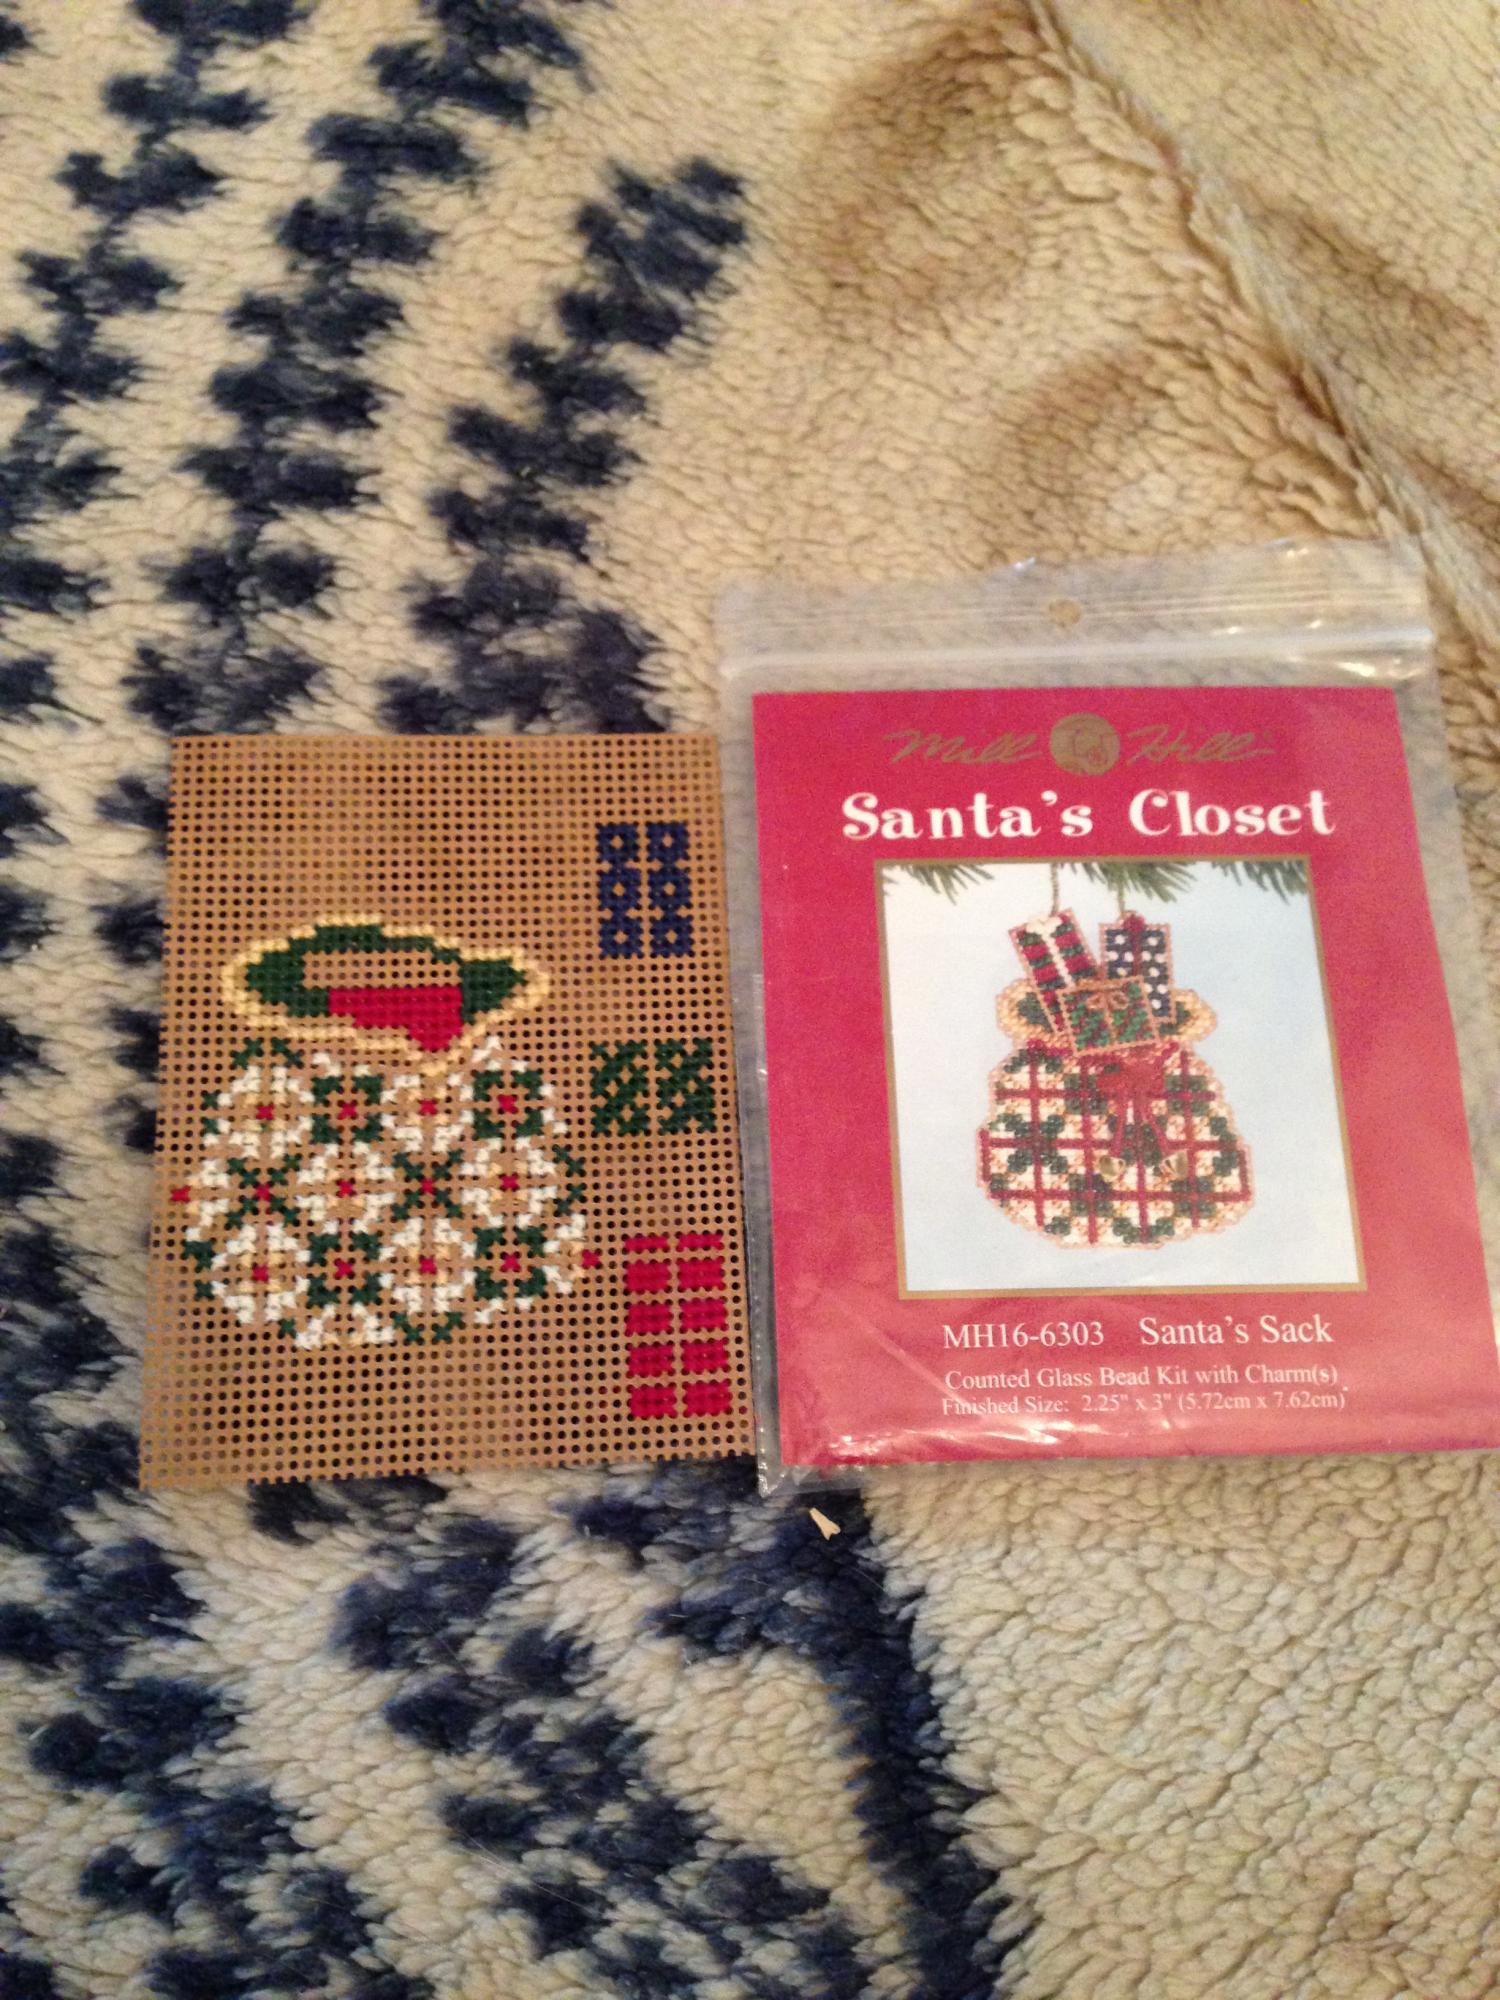 Mill Hill
Santa's Closet
MH16-6303 Santa's Sack
Counted Glass Bead Kit with Charm(s)
Finished Size: 2.25" x 3" (5.72cm x 7.62cm)